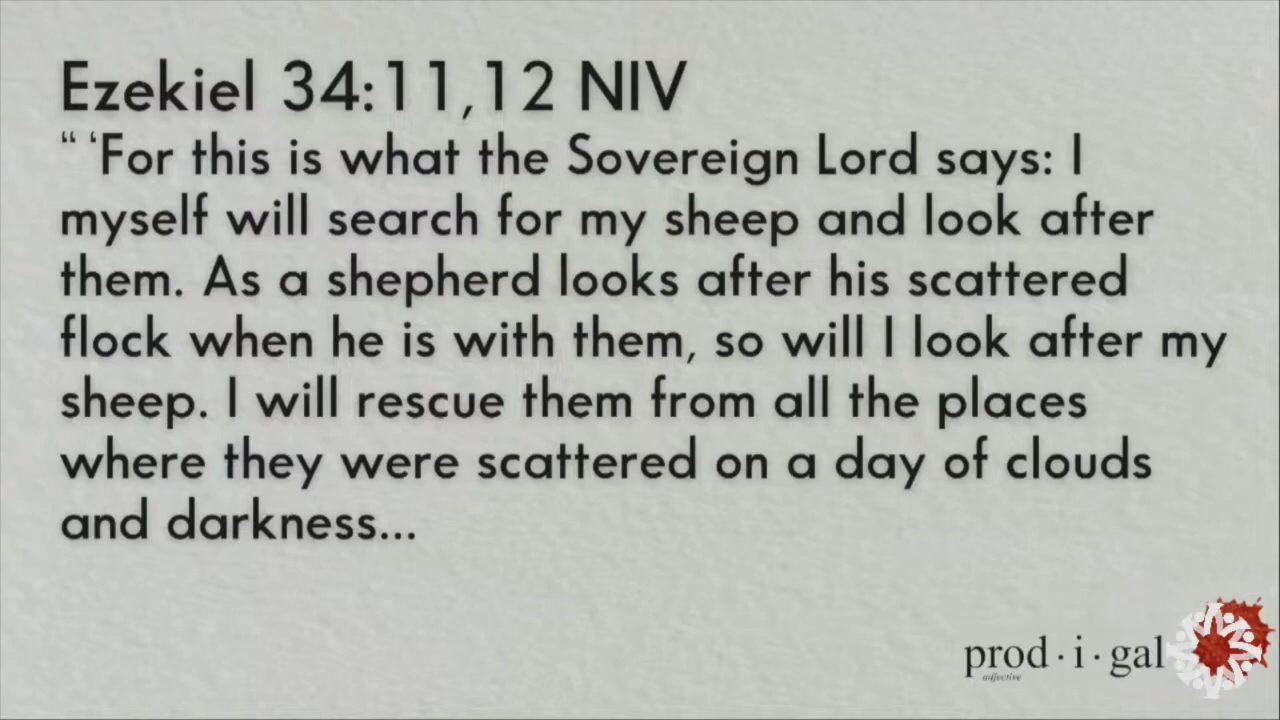 Ezekiel 34:11,12 NIV
“ ‘For this is what the Sovereign Lord says: I
myself will search for my sheep and look after
them. As a shepherd looks after his scattered
flock when he is with them, so will I look after my
sheep. I will rescue them from all the places
where they were scattered on a day of clouds
and darkness...
prod · i · gal
adjective